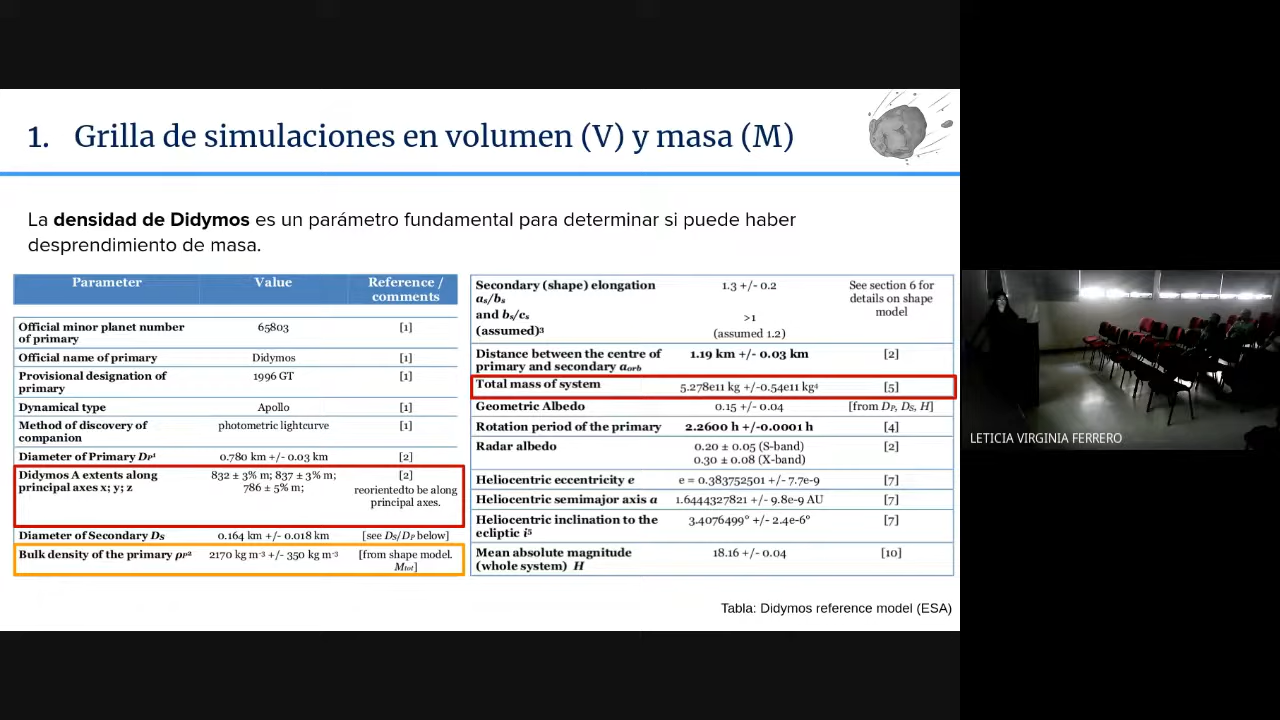 1. Grilla de simulaciones en volumen (V) y masa (M)
La densidad de Didymos es un parámetro fundamental para determinar si puede haber
desprendimiento de masa.
Parameter Value Reference /
comments
Official minor planet number 65803 [1]
of primary
Official name of primary Didymos [1]
Provisional designation of 1996 GT [1]
primary
Dynamical type Apollo [1]
Method of discovery of photometric lightcurve [1]
companion
Diameter of Primary DP¹ 0.780 km +/- 0.03 km [2]
Didymos A extents along 832 ± 3% m; 837 ± 3% m; [2]
principal axes x; y; z 786 ± 5% m; reorientedto be along
principal axes.
Diameter of Secondary DS 0.164 km +/- 0.018 km [see DS/DP below]
Bulk density of the primary ρP² 2170 kg m⁻³ +/- 350 kg m⁻³ [from shape model.
Mtot]
Secondary (shape) elongation 1.3 +/- 0.2 See section 6 for
as/bs details on shape
and bs/cs >1 model
(assumed)³ (assumed 1.2)
Distance between the centre of 1.19 km +/- 0.03 km [2]
primary and secondary aorb
Total mass of system 5.278e11 kg +/-0.54e11 kg⁴ [5]
Geometric Albedo 0.15 +/- 0.04 [from DP, DS, H]
Rotation period of the primary 2.2600 h +/-0.0001 h [4]
Radar albedo 0.20 ± 0.05 (S-band) [2]
0.30 ± 0.08 (X-band)
Heliocentric eccentricity e e = 0.383752501 +/- 7.7e-9 [7]
Heliocentric semimajor axis a 1.6444327821 +/- 9.8e-9 AU [7]
Heliocentric inclination to the 3.4076499° +/- 2.4e-6° [7]
ecliptic i⁵
Mean absolute magnitude 18.16 +/- 0.04 [10]
(whole system) H
Tabla: Didymos reference model (ESA)
LETICIA VIRGINIA FERRERO